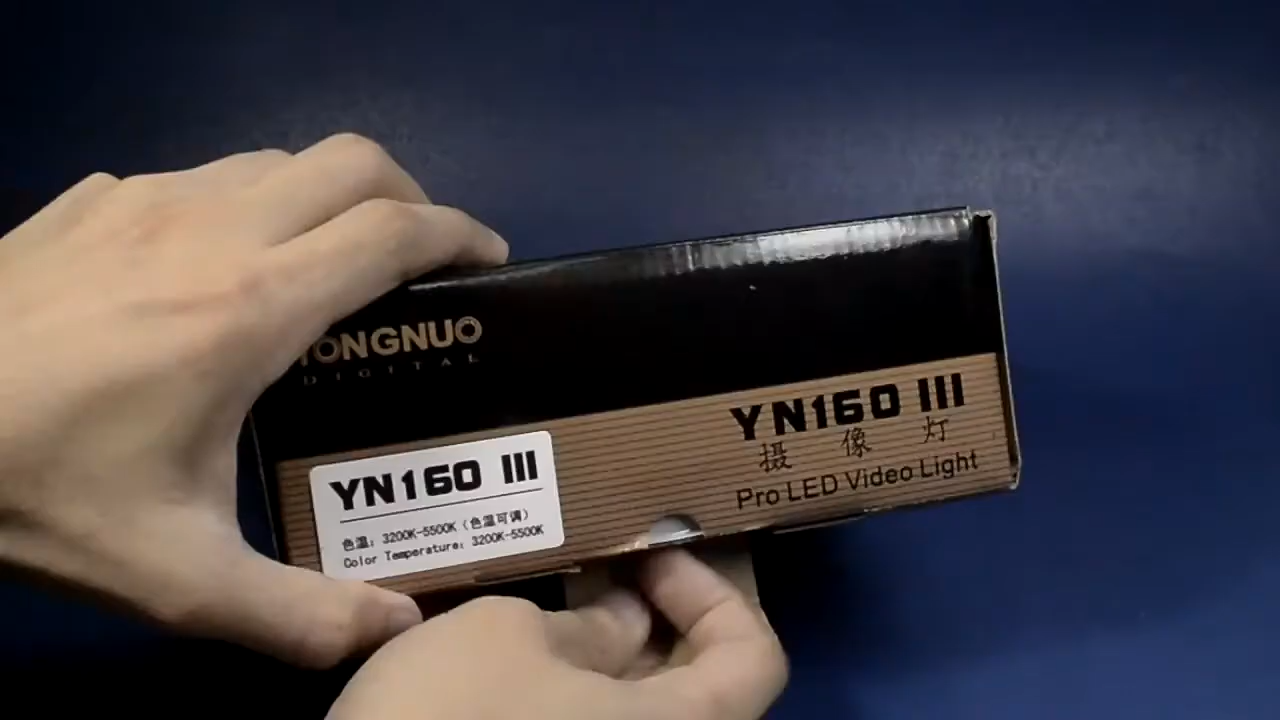 YONGNUO
DIGITAL
YN160 III
摄 像 灯
Pro LED Video Light
YN160 III
色温: 3200K-5500K (色温可调)
Color Temperature: 3200K-5500K